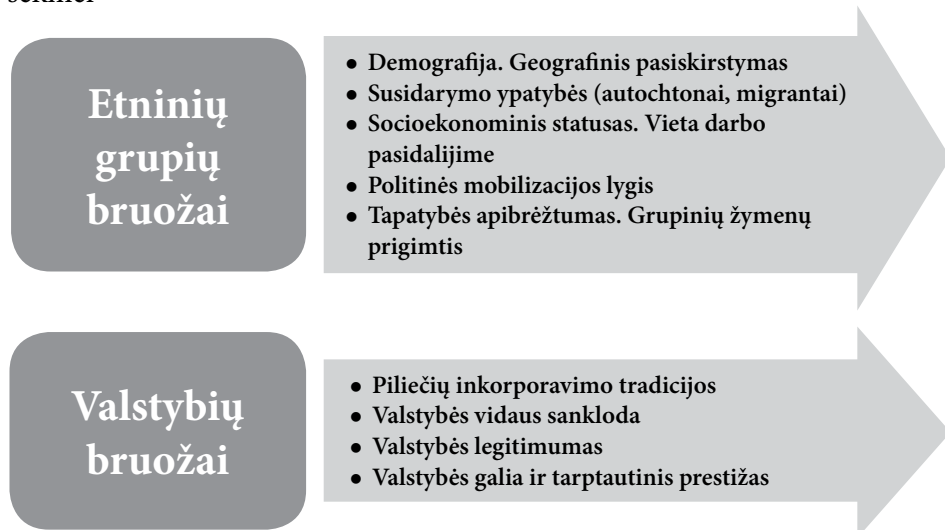 Etninių
grupių
bruožai
• Demografija. Geografinis pasiskirstymas
• Susidarymo ypatybės (autochtonai, migrantai)
• Socioekonominis statusas. Vieta darbo
pasidalijime
• Politinės mobilizacijos lygis
• Tapatybės apibrėžtumas. Grupinių žymenų
prigimtis
Valstybių
bruožai
• Piliečių inkorporavimo tradicijos
• Valstybės vidaus sankloda
• Valstybės legitimumas
• Valstybės galia ir tarptautinis prestižas